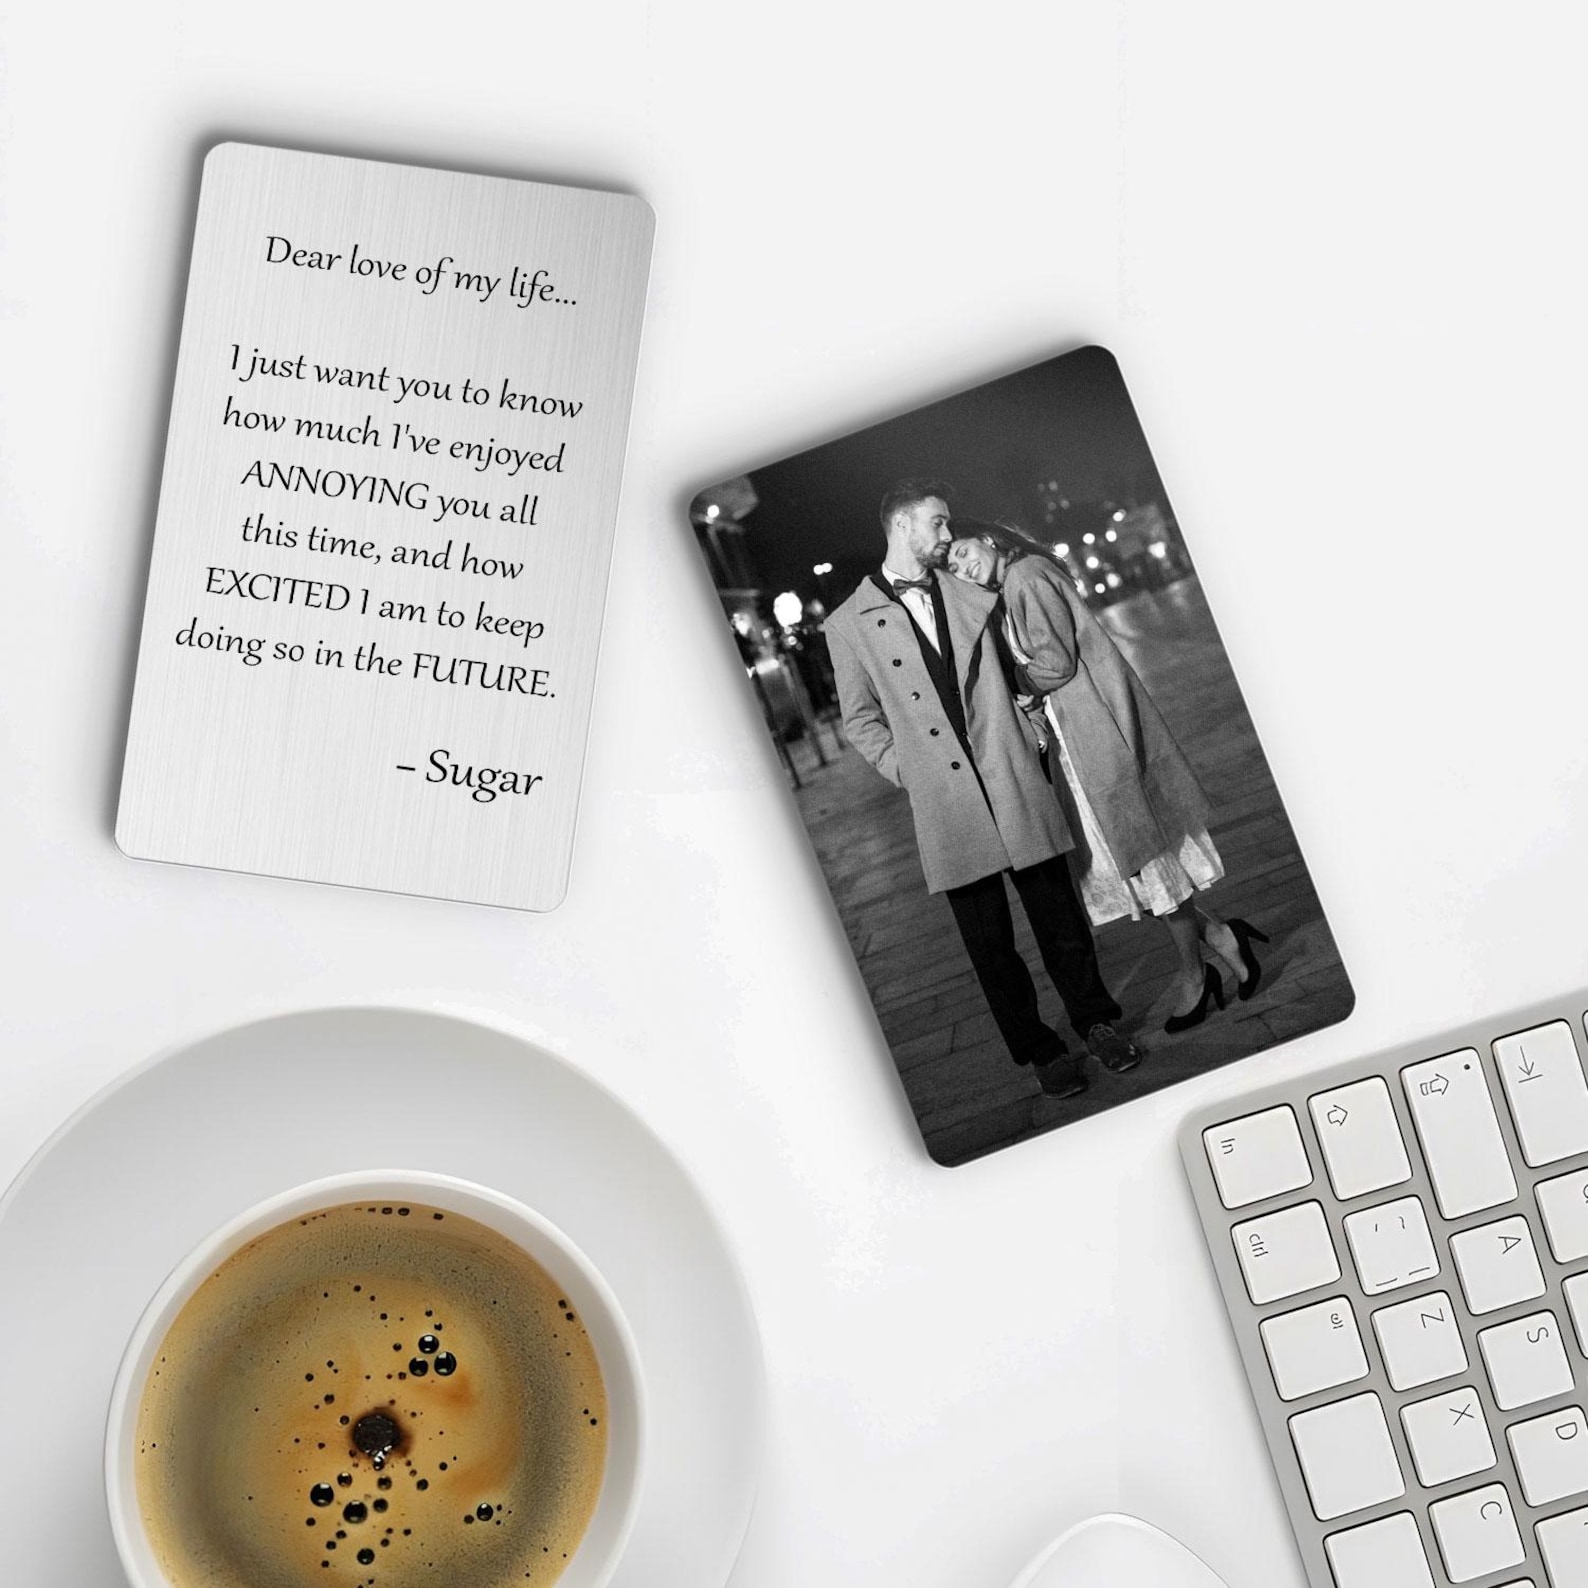 Dear love of my life...
I just want you to know
how much I've enjoyed
ANNOYING you all
this time, and how
EXCITED I am to keep
doing so in the FUTURE.
– Sugar
ctrl
A
Z
S
X
D
C